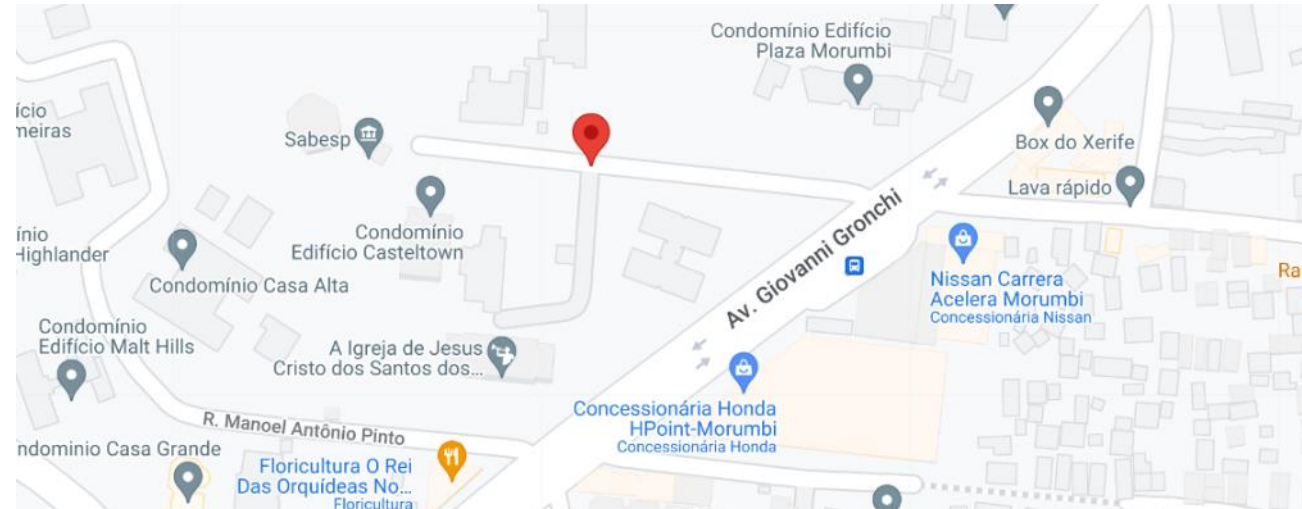 Condomínio Edifício
Plaza Morumbi
ício
meiras
Sabesp
Box do Xerife
Lava rápido
Condomínio
Edifício Casteltown
ínio
Highlander
Condomínio Casa Alta
Av. Giovanni Gronchi
Nissan Carrera
Acelera Morumbi
Concessionária Nissan
Ra
Condomínio
Edifício Malt Hills
A Igreja de Jesus
Cristo dos Santos dos...
Concessionária Honda
HPoint-Morumbi
Concessionária Honda
R. Manoel Antônio Pinto
ndominio Casa Grande
Floricultura O Rei
Das Orquídeas No...
Floricultura